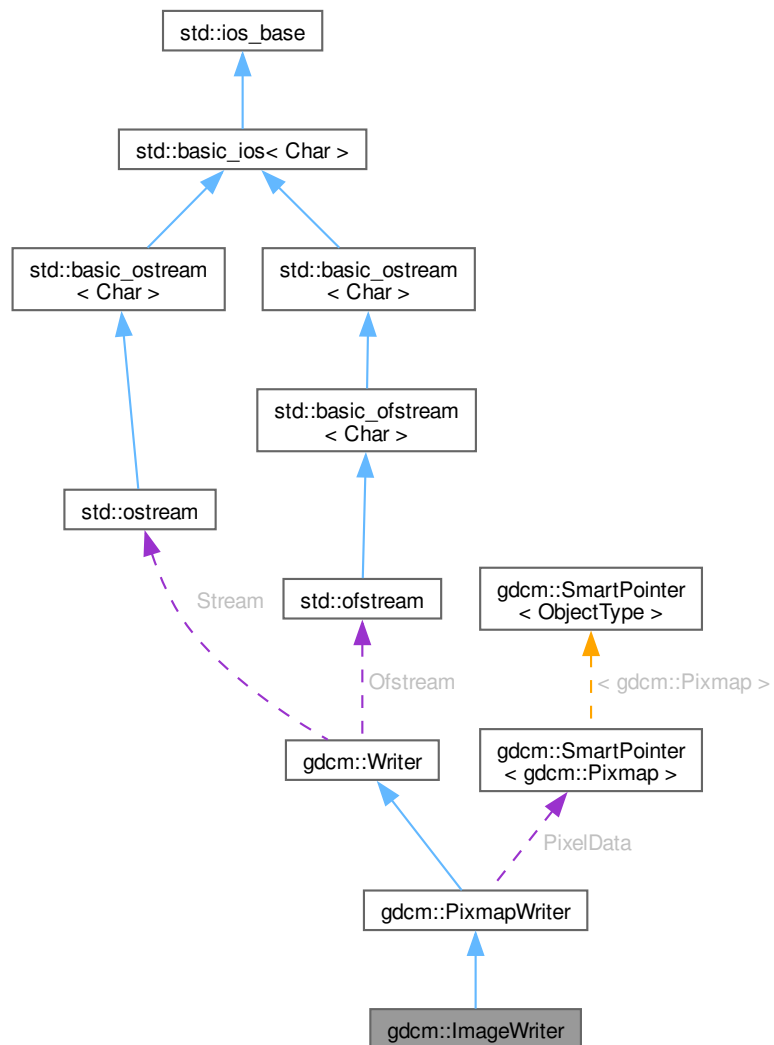 std::ios_base
std::basic_ios< Char >
std::basic_ostream
< Char >
std::basic_ostream
< Char >
std::basic_ofstream
< Char >
std::ostream
std::ofstream
gdcm::SmartPointer
< ObjectType >
Stream
Ofstream
< gdcm::Pixmap >
gdcm::Writer
gdcm::SmartPointer
< gdcm::Pixmap >
PixelData
gdcm::PixmapWriter
gdcm::ImageWriter